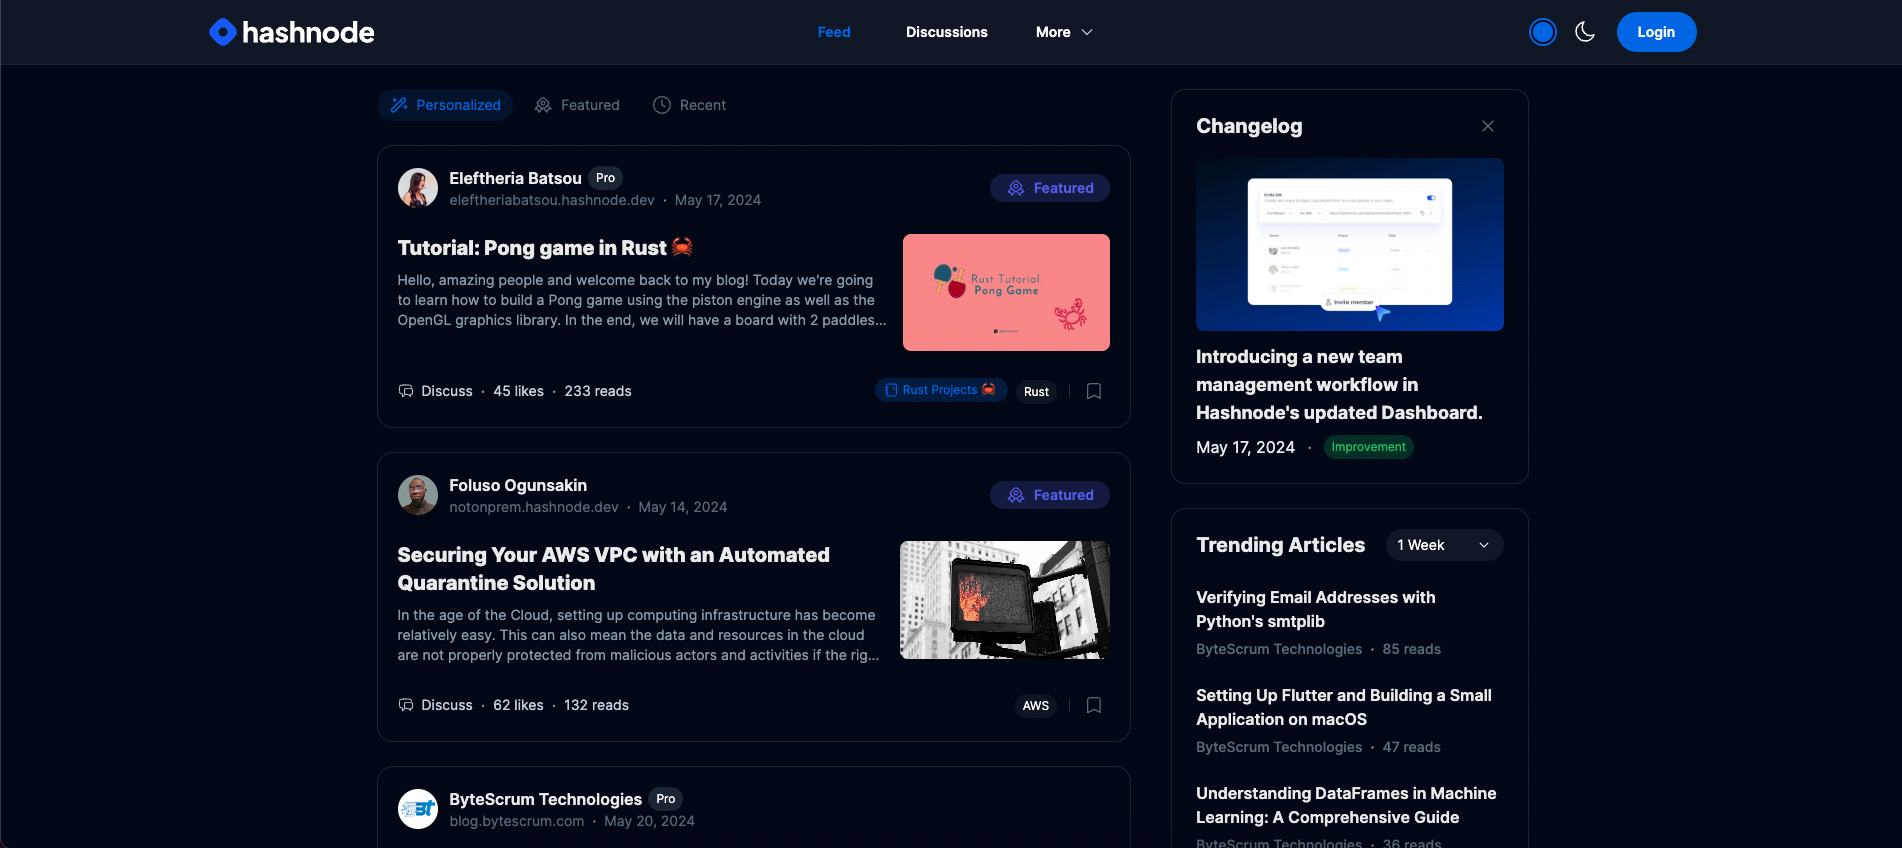 hashnode
Feed
Discussions
More
Login
Personalized
Featured
Recent
Eleftheria Batsou Pro
eleftheriabatsou.hashnode.dev · May 17, 2024
Featured
Tutorial: Pong game in Rust 🦀
Hello, amazing people and welcome back to my blog! Today we're going
to learn how to build a Pong game using the piston engine as well as the
OpenGL graphics library. In the end, we will have a board with 2 paddles...
Rust Tutorial:
Pong Game
Discuss · 45 likes · 233 reads
Rust Projects 🦀
Rust
Foluso Ogunsakin
notonprem.hashnode.dev · May 14, 2024
Featured
Securing Your AWS VPC with an Automated
Quarantine Solution
In the age of the Cloud, setting up computing infrastructure has become
relatively easy. This can also mean the data and resources in the cloud
are not properly protected from malicious actors and activities if the rig...
Discuss · 62 likes · 132 reads
AWS
ByteScrum Technologies Pro
blog.bytescrum.com · May 20, 2024
Changelog
Invite link
Invite member
Introducing a new team
management workflow in
Hashnode's updated Dashboard.
May 17, 2024 · Improvement
Trending Articles
1 Week
Verifying Email Addresses with
Python's smtplib
ByteScrum Technologies · 85 reads
Setting Up Flutter and Building a Small
Application on macOS
ByteScrum Technologies · 47 reads
Understanding DataFrames in Machine
Learning: A Comprehensive Guide
ByteScrum Technologies · 36 reads